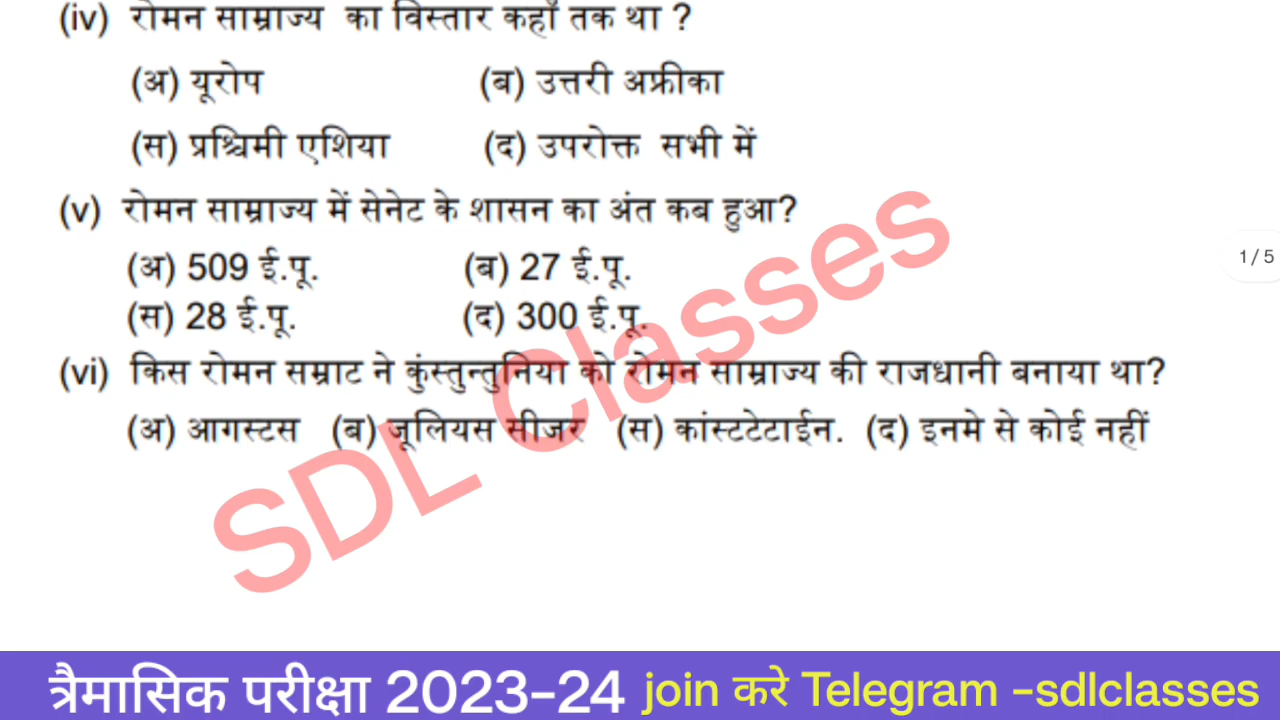 (iv) रोमन साम्राज्य का विस्तार कहाँ तक था ?
(अ) यूरोप (ब) उत्तरी अफ्रीका
(स) प्रश्चिमी एशिया (द) उपरोक्त सभी में
(v) रोमन साम्राज्य में सेनेट के शासन का अंत कब हुआ?
(अ) 509 ई.पू. (ब) 27 ई.पू.
(स) 28 ई.पू. (द) 300 ई.पू.
(vi) किस रोमन सम्राट ने कुंस्तुन्तुनिया को रोमन साम्राज्य की राजधानी बनाया था?
(अ) आगस्टस (ब) जूलियस सीजर (स) कांस्टटेटाईन. (द) इनमे से कोई नहीं
SDL Classes
1 / 5
त्रैमासिक परीक्षा 2023-24 join करे Telegram -sdlclasses